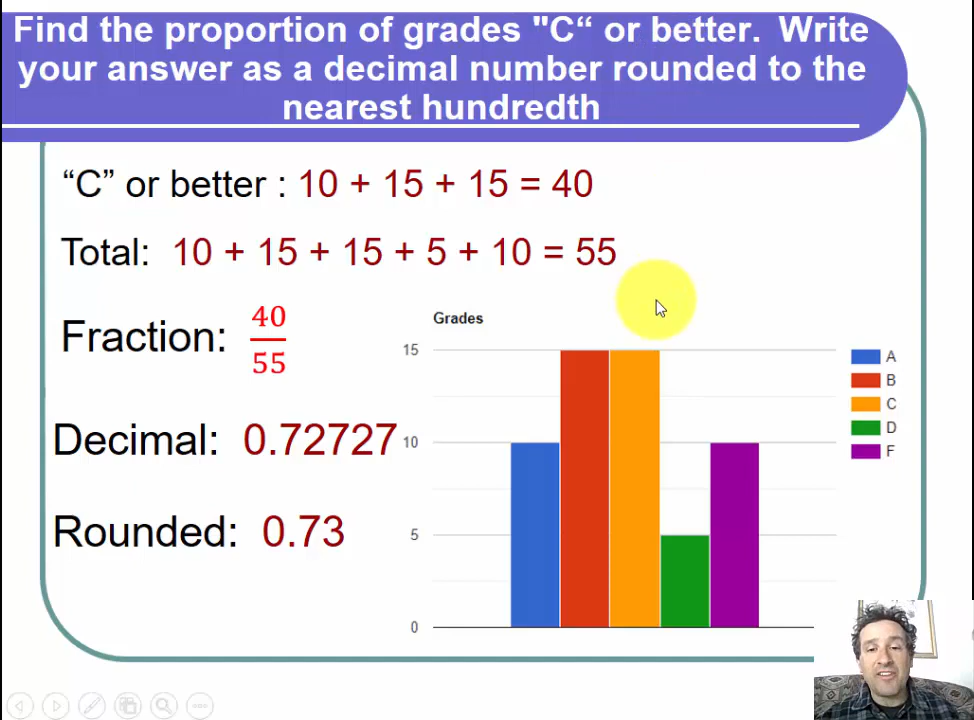 Find the proportion of grades "C“ or better.  Write
your answer as a decimal number rounded to the
nearest hundredth
“C” or better : 10 + 15 + 15 = 40
Total:  10 + 15 + 15 + 5 + 10 = 55
Fraction: 40/55
Decimal:  0.72727
Rounded:  0.73
Grades
15
10
5
0
A
B
C
D
F